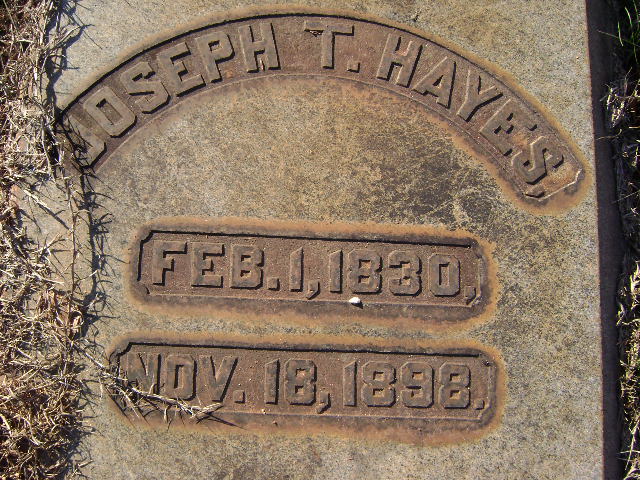 JOSEPH T. HAYES,
FEB. 1, 1830,
NOV. 18, 1898.